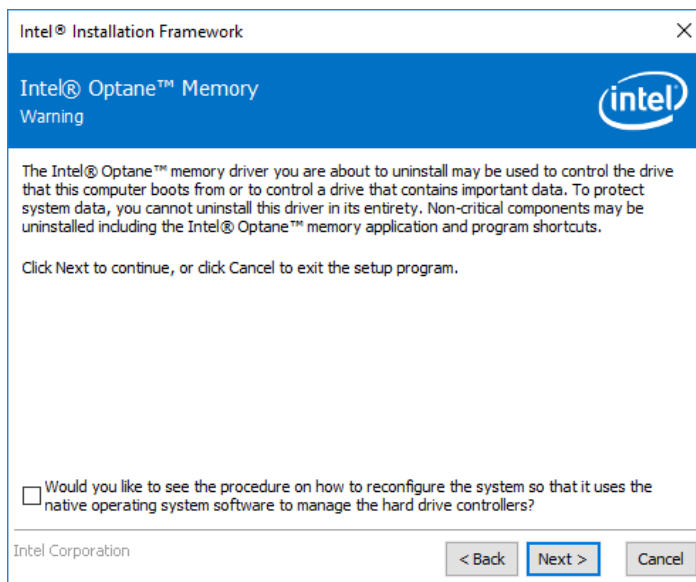 Intel® Installation Framework
Intel® Optane™ Memory
Warning
intel
The Intel® Optane™ memory driver you are about to uninstall may be used to control the drive
that this computer boots from or to control a drive that contains important data. To protect
system data, you cannot uninstall this driver in its entirety. Non-critical components may be
uninstalled including the Intel® Optane™ memory application and program shortcuts.
Click Next to continue, or click Cancel to exit the setup program.
Would you like to see the procedure on how to reconfigure the system so that it uses the
native operating system software to manage the hard drive controllers?
Intel Corporation
< Back
Next >
Cancel